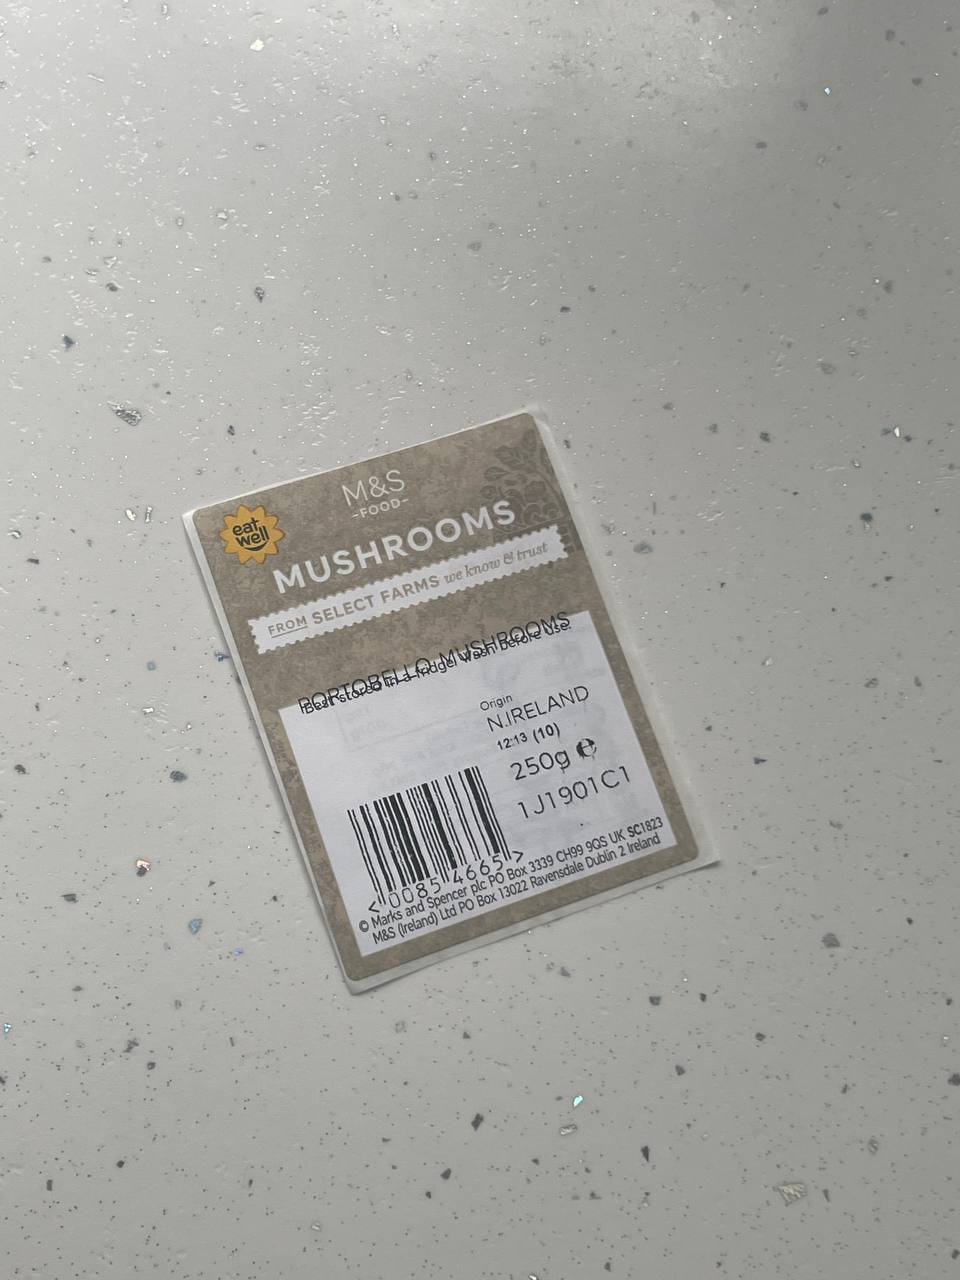 M&S
-FOOD-
eat
well
MUSHROOMS
FROM SELECT FARMS we know & trust
PORTOBELLO MUSHROOMS
Best stored in a fridge. Wash before use.
Origin
N.IRELAND
12:13 (10)
250g ℮
1J1901C1
< 0085 4665 >
© Marks and Spencer plc PO Box 3339 CH99 9QS UK SC1823
M&S (Ireland) Ltd PO Box 13022 Ravensdale Dublin 2 Ireland